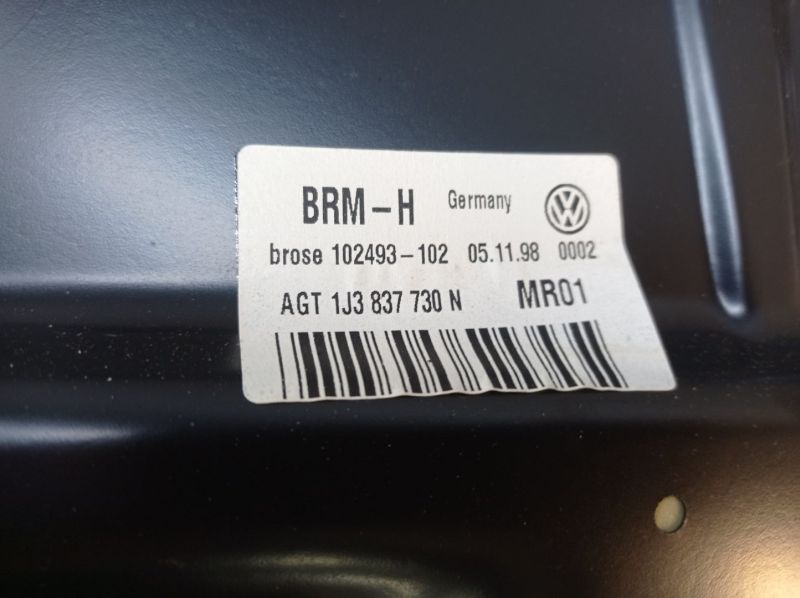 BRM-H Germany
brose 102493-102 05.11.98 0002
AGT 1J3 837 730 N MR01